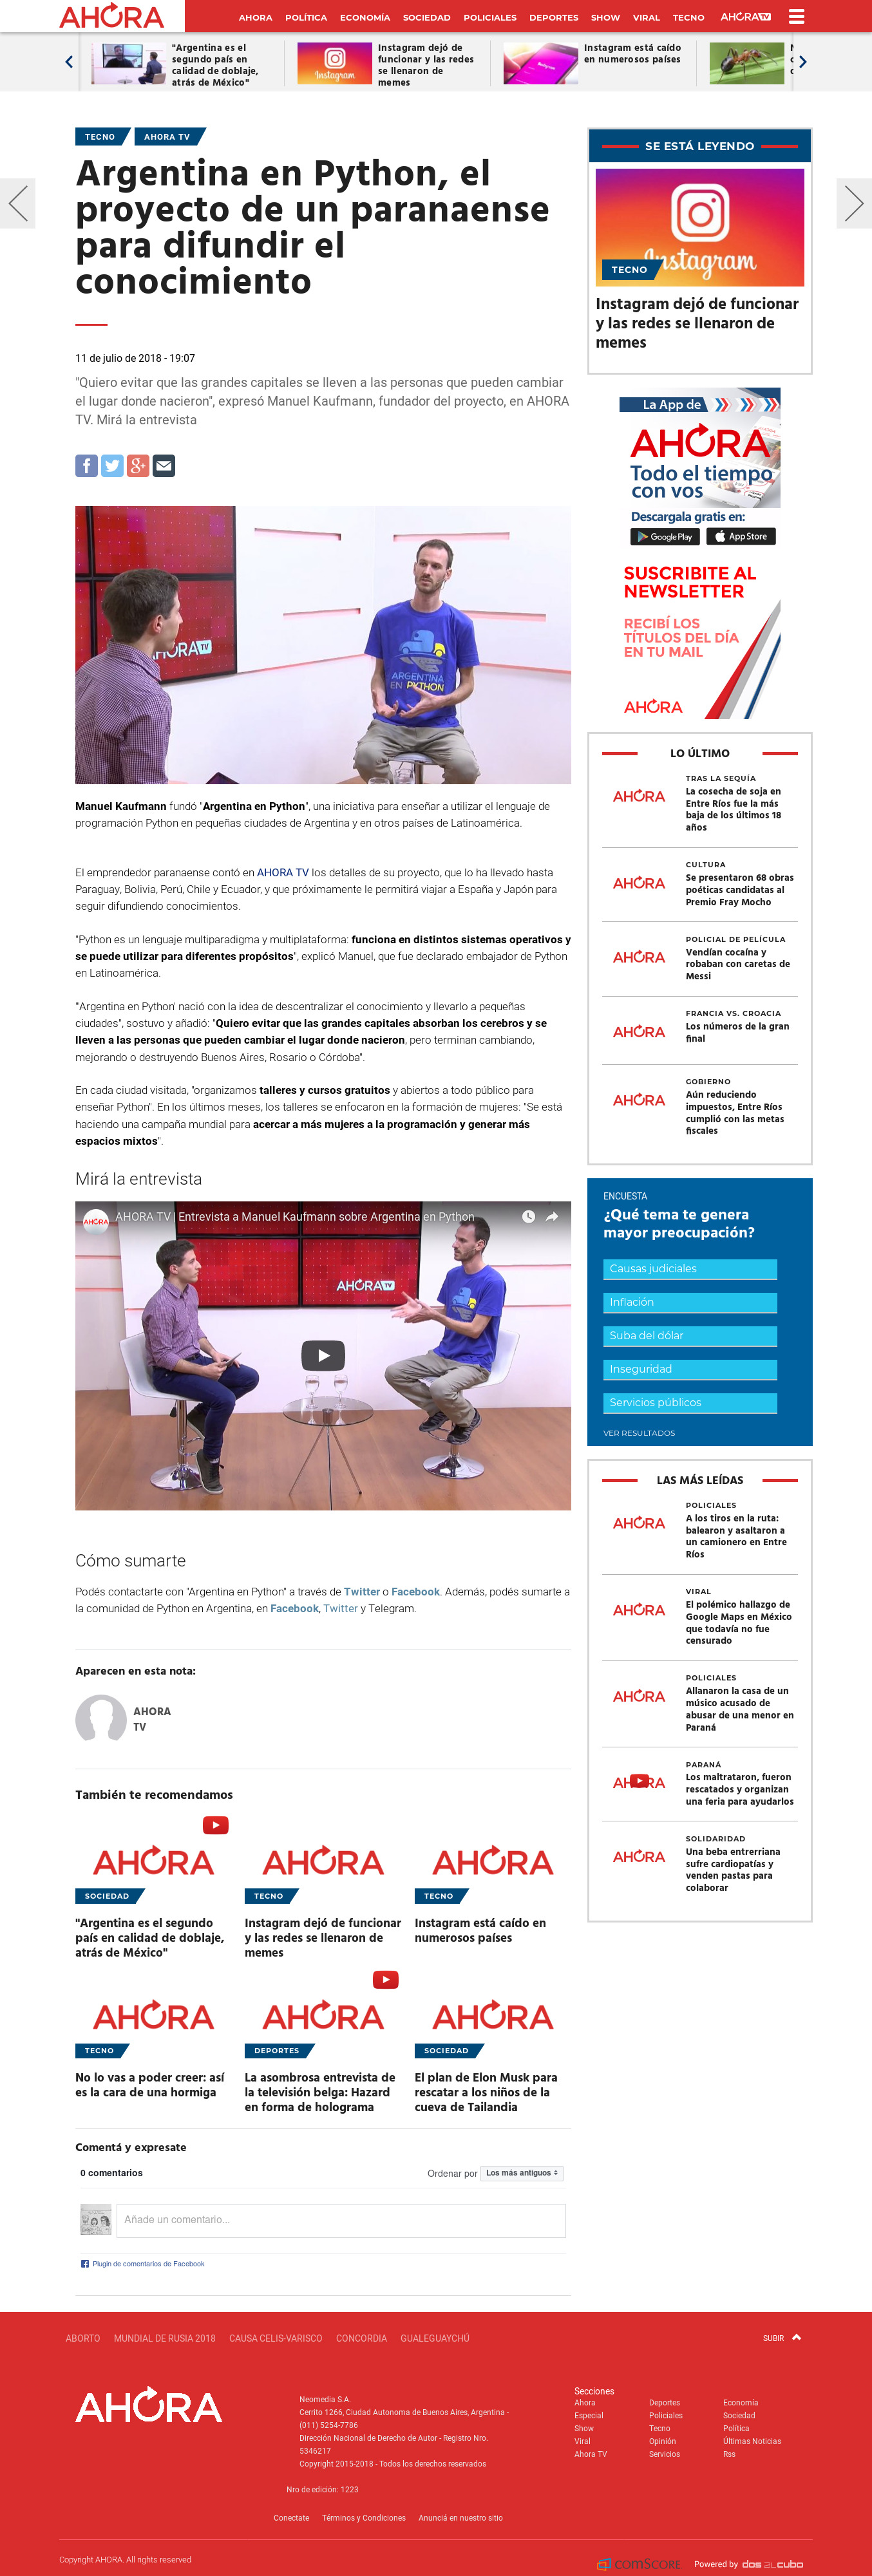 AHORA
AHORA POLÍTICA ECONOMÍA SOCIEDAD POLICIALES DEPORTES SHOW VIRAL TECNO AHORA TV
"Argentina es el
segundo país en
calidad de doblaje,
atrás de México"
Instagram
Instagram dejó de
funcionar y las redes
se llenaron de
memes
Instagram está caído
en numerosos países
TECNO
AHORA TV
Argentina en Python, el
proyecto de un paranaense
para difundir el
conocimiento
11 de julio de 2018 - 19:07
"Quiero evitar que las grandes capitales se lleven a las personas que pueden cambiar
el lugar donde nacieron", expresó Manuel Kaufmann, fundador del proyecto, en AHORA
TV. Mirá la entrevista
AHORA TV
ARGENTINA
EN PYTHON
Manuel Kaufmann fundó "Argentina en Python", una iniciativa para enseñar a utilizar el lenguaje de
programación Python en pequeñas ciudades de Argentina y en otros países de Latinoamérica.
El emprendedor paranaense contó en AHORA TV los detalles de su proyecto, que lo ha llevado hasta
Paraguay, Bolivia, Perú, Chile y Ecuador, y que próximamente le permitirá viajar a España y Japón para
seguir difundiendo conocimientos.
"Python es un lenguaje multiparadigma y multiplataforma: funciona en distintos sistemas operativos y
se puede utilizar para diferentes propósitos", explicó Manuel, que fue declarado embajador de Python
en Latinoamérica.
"'Argentina en Python' nació con la idea de descentralizar el conocimiento y llevarlo a pequeñas
ciudades", sostuvo y añadió: "Quiero evitar que las grandes capitales absorban los cerebros y se
lleven a las personas que pueden cambiar el lugar donde nacieron, pero terminan cambiando,
mejorando o destruyendo Buenos Aires, Rosario o Córdoba".
En cada ciudad visitada, "organizamos talleres y cursos gratuitos y abiertos a todo público para
enseñar Python". En los últimos meses, los talleres se enfocaron en la formación de mujeres: "Se está
haciendo una campaña mundial para acercar a más mujeres a la programación y generar más
espacios mixtos".
Mirá la entrevista
AHORA
AHORA TV | Entrevista a Manuel Kaufmann sobre Argentina en Python
AHORA TV
Cómo sumarte
Podés contactarte con "Argentina en Python" a través de Twitter o Facebook. Además, podés sumarte a
la comunidad de Python en Argentina, en Facebook, Twitter y Telegram.
Aparecen en esta nota:
AHORA
TV
También te recomendamos
AHORA
SOCIEDAD
"Argentina es el segundo
país en calidad de doblaje,
atrás de México"
AHORA
TECNO
Instagram dejó de funcionar
y las redes se llenaron de
memes
AHORA
TECNO
Instagram está caído en
numerosos países
AHORA
TECNO
No lo vas a poder creer: así
es la cara de una hormiga
AHORA
DEPORTES
La asombrosa entrevista de
la televisión belga: Hazard
en forma de holograma
AHORA
SOCIEDAD
El plan de Elon Musk para
rescatar a los niños de la
cueva de Tailandia
Comentá y expresate
0 comentarios
Ordenar por Los más antiguos
Añade un comentario...
Plugin de comentarios de Facebook
SE ESTÁ LEYENDO
Instagram
TECNO
Instagram dejó de funcionar
y las redes se llenaron de
memes
La App de
AHORA
Todo el tiempo
con vos
Descargala gratis en:
Google Play
App Store
SUSCRIBITE AL
NEWSLETTER
RECIBÍ LOS
TÍTULOS DEL DÍA
EN TU MAIL
AHORA
LO ÚLTIMO
AHORA
TRAS LA SEQUÍA
La cosecha de soja en
Entre Ríos fue la más
baja de los últimos 18
años
AHORA
CULTURA
Se presentaron 68 obras
poéticas candidatas al
Premio Fray Mocho
AHORA
POLICIAL DE PELÍCULA
Vendían cocaína y
robaban con caretas de
Messi
AHORA
FRANCIA VS. CROACIA
Los números de la gran
final
AHORA
GOBIERNO
Aún reduciendo
impuestos, Entre Ríos
cumplió con las metas
fiscales
ENCUESTA
¿Qué tema te genera
mayor preocupación?
Causas judiciales
Inflación
Suba del dólar
Inseguridad
Servicios públicos
VER RESULTADOS
LAS MÁS LEÍDAS
AHORA
POLICIALES
A los tiros en la ruta:
balearon y asaltaron a
un camionero en Entre
Ríos
AHORA
VIRAL
El polémico hallazgo de
Google Maps en México
que todavía no fue
censurado
AHORA
POLICIALES
Allanaron la casa de un
músico acusado de
abusar de una menor en
Paraná
AHORA
PARANÁ
Los maltrataron, fueron
rescatados y organizan
una feria para ayudarlos
AHORA
SOLIDARIDAD
Una beba entrerriana
sufre cardiopatías y
venden pastas para
colaborar
ABORTO MUNDIAL DE RUSIA 2018 CAUSA CELIS-VARISCO CONCORDIA GUALEGUAYCHÚ
SUBIR
AHORA
Neomedia S.A.
Cerrito 1266, Ciudad Autonoma de Buenos Aires, Argentina -
(011) 5254-7786
Dirección Nacional de Derecho de Autor - Registro Nro.
5346217
Copyright 2015-2018 - Todos los derechos reservados
Nro de edición: 1223
Secciones
Ahora Deportes Economía
Especial Policiales Sociedad
Show Tecno Política
Viral Opinión Últimas Noticias
Ahora TV Servicios Rss
Conectate Términos y Condiciones Anunciá en nuestro sitio
Copyright AHORA. All rights reserved
comSCORE
Powered by dos al cubo